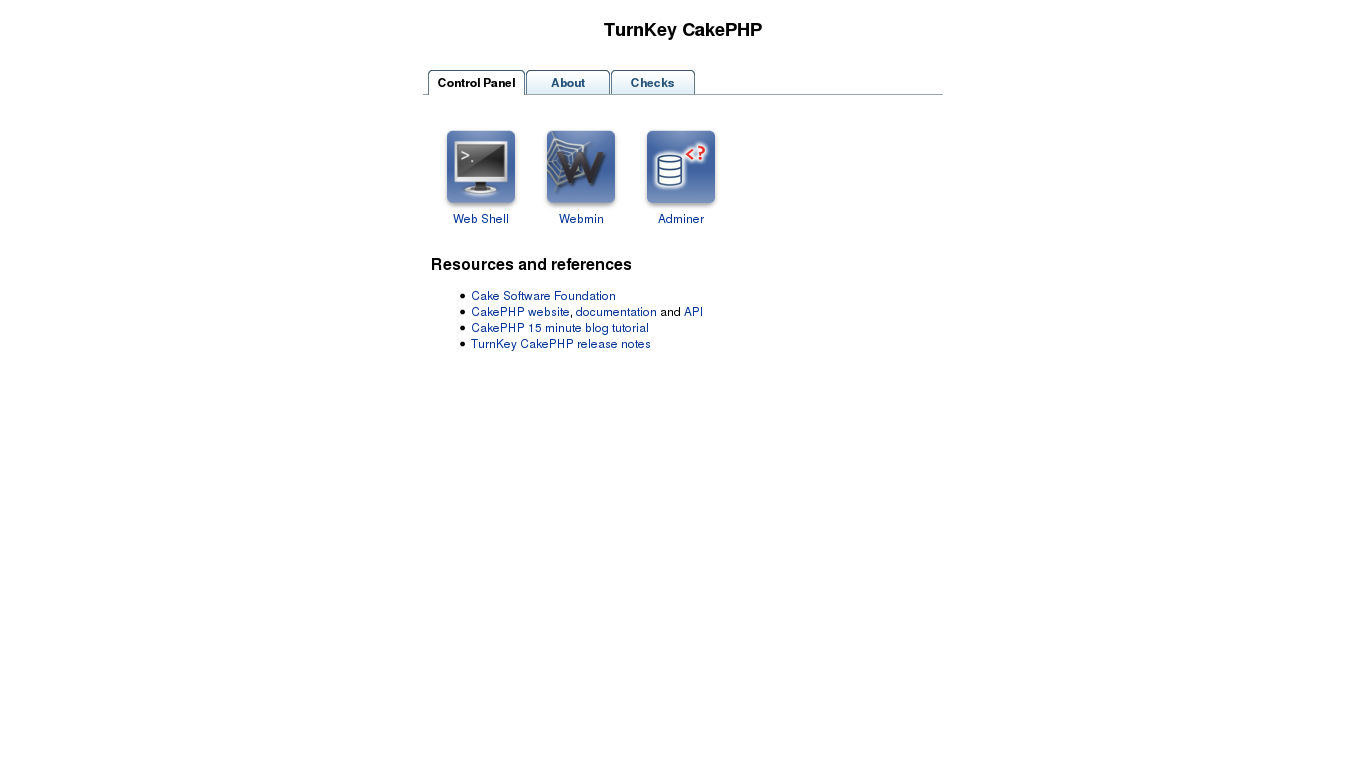 TurnKey CakePHP
Control Panel About Checks
>_
W <?
Web Shell Webmin Adminer
Resources and references
Cake Software Foundation
CakePHP website, documentation and API
CakePHP 15 minute blog tutorial
TurnKey CakePHP release notes